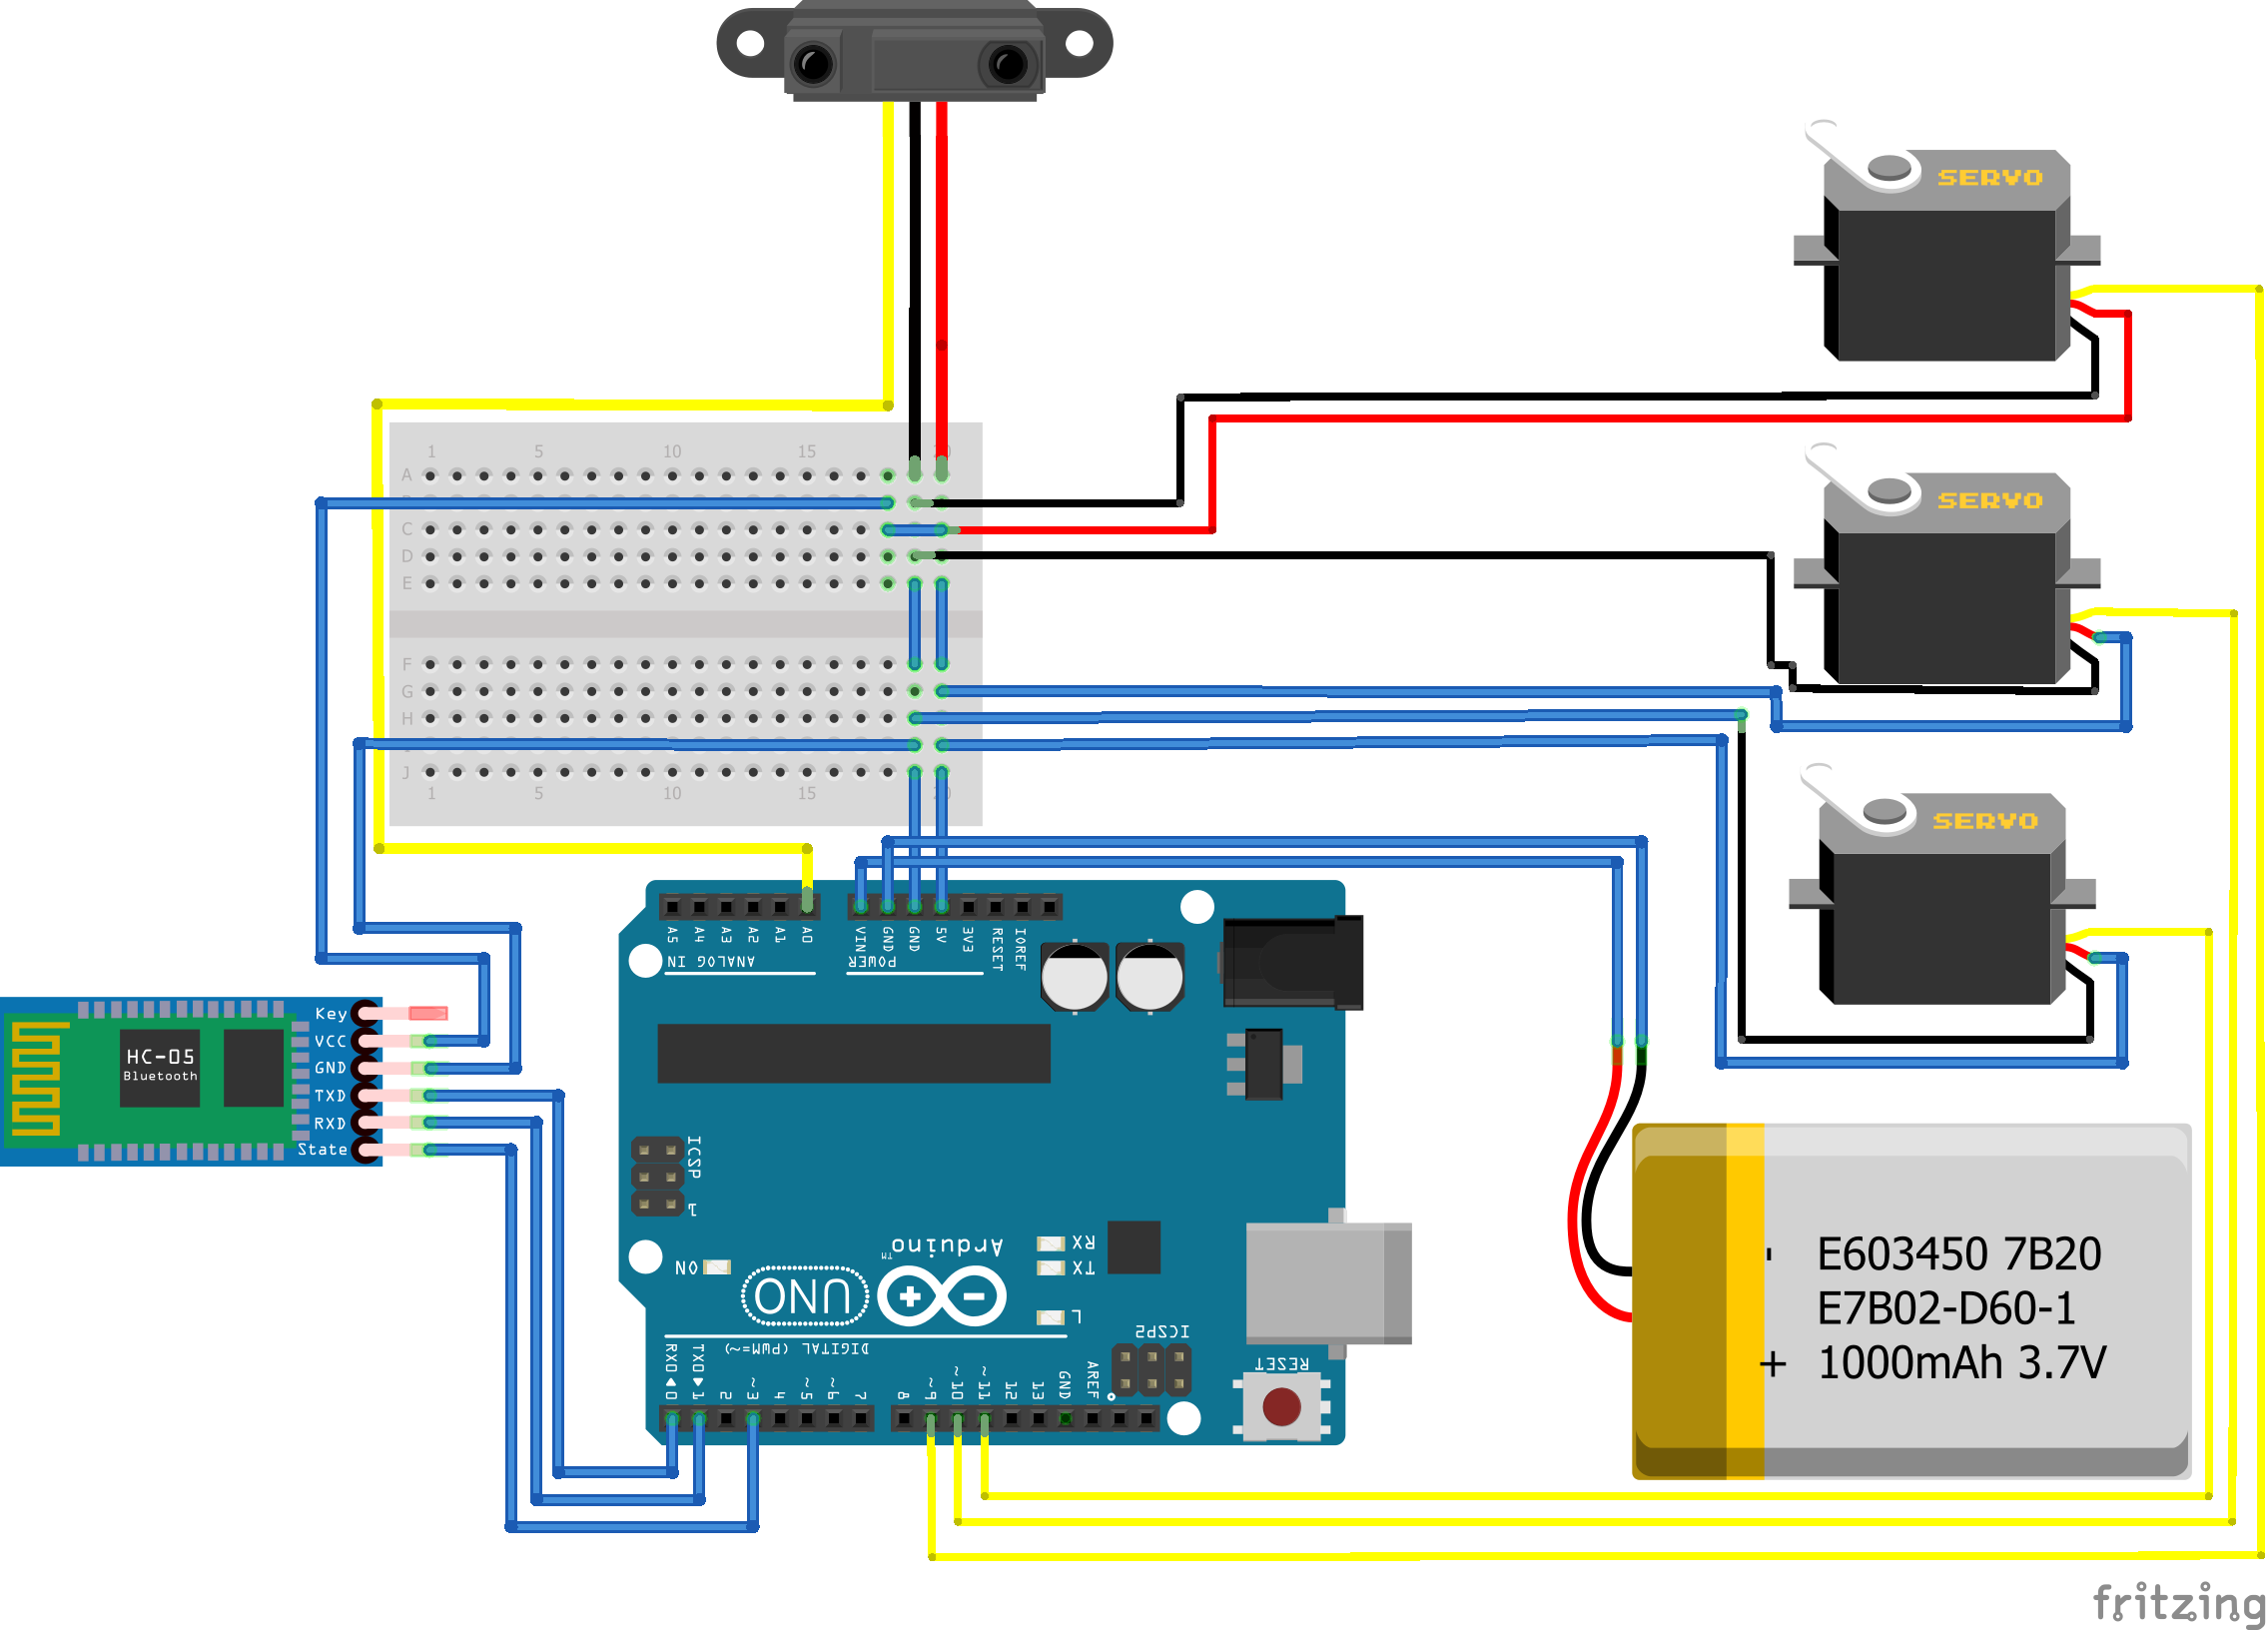 SERVO
1 5 10 15 20
A
C
D
E
SERVO
F
G
H
J
1 5 10 15 20
SERVO
A5 A4 A3 A2 A1 A0 VIN GND GND 5V 3V3 RESET IOREF
ANALOG IN POWER
Key
VCC
HC-05
Bluetooth
GND
TXD
RXD
State
ICSP
1
Arduino™
RX
ON
UNO
TX
L
- E603450 7B20
E7B02-D60-1
+ 1000mAh 3.7V
ICSP2
DIGITAL (PWM=~)
RESET
RX0◀0 TX0▶1 2 ~3 4 ~5 ~6 7 8 ~9 ~10 ~11 12 13 GND AREF
fritzing